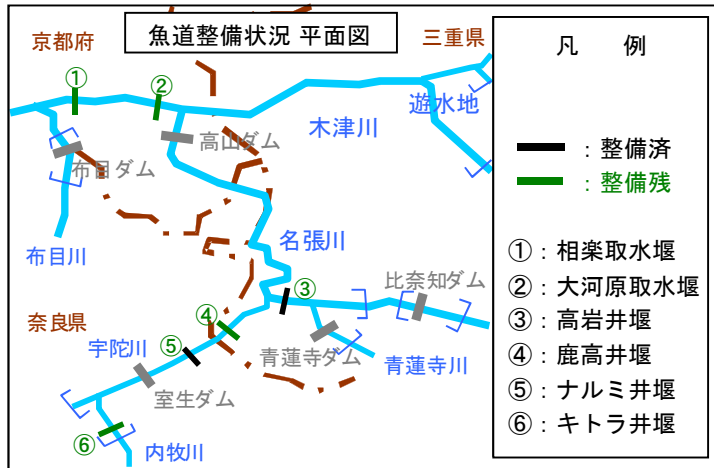 魚道整備状況 平面図
京都府
三重県
①
②
遊水地
木津川
高山ダム
布目ダム
布目川
名張川
比奈知ダム
③
④
奈良県
宇陀川
⑤
青蓮寺ダム
青蓮寺川
室生ダム
⑥
内牧川
凡 例
：整備済
：整備残
①：相楽取水堰
②：大河原取水堰
③：高岩井堰
④：鹿高井堰
⑤：ナルミ井堰
⑥：キトラ井堰